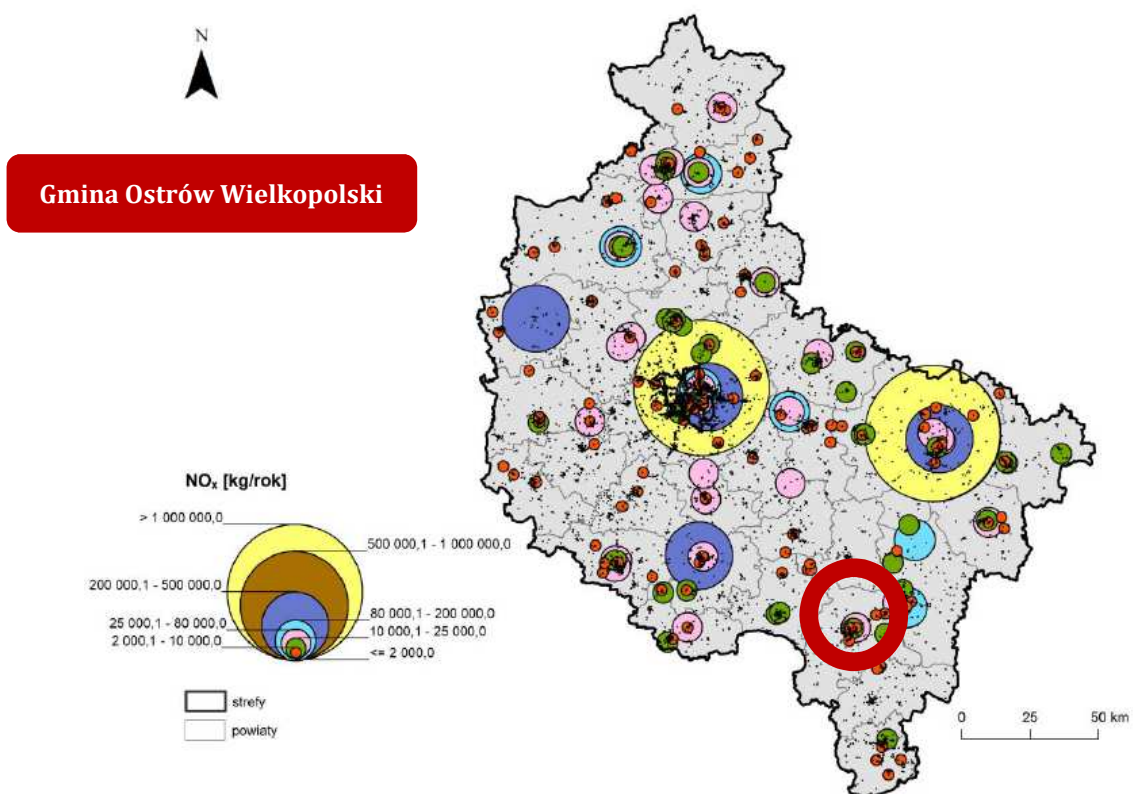 N
Gmina Ostrów Wielkopolski
NOx [kg/rok]
> 1 000 000,0
500 000,1 - 1 000 000,0
200 000,1 - 500 000,0
80 000,1 - 200 000,0
25 000,1 - 80 000,0
10 000,1 - 25 000,0
2 000,1 - 10 000,0
<= 2 000,0
strefy
powiaty
0 25 50 km